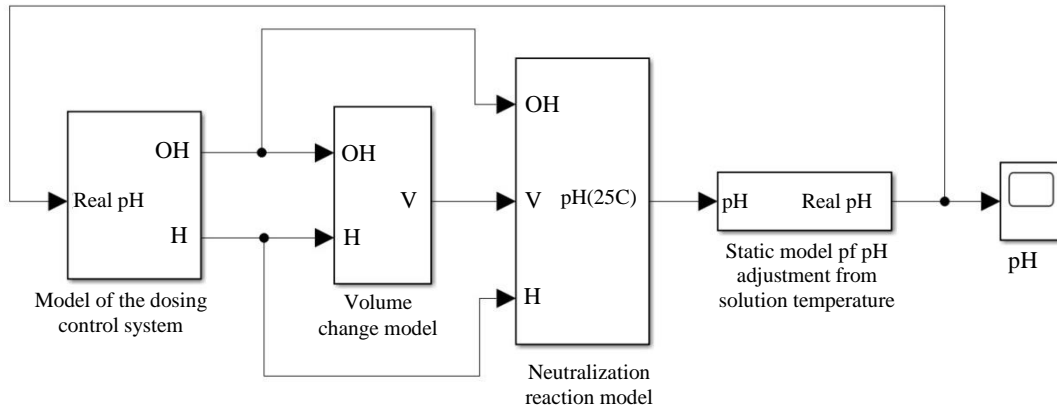 OH
Real pH
H
Model of the dosing
control system
OH
V
H
Volume
change model
OH
V
pH(25C)
H
Neutralization
reaction model
pH
Real pH
Static model pf pH
adjustment from
solution temperature
pH